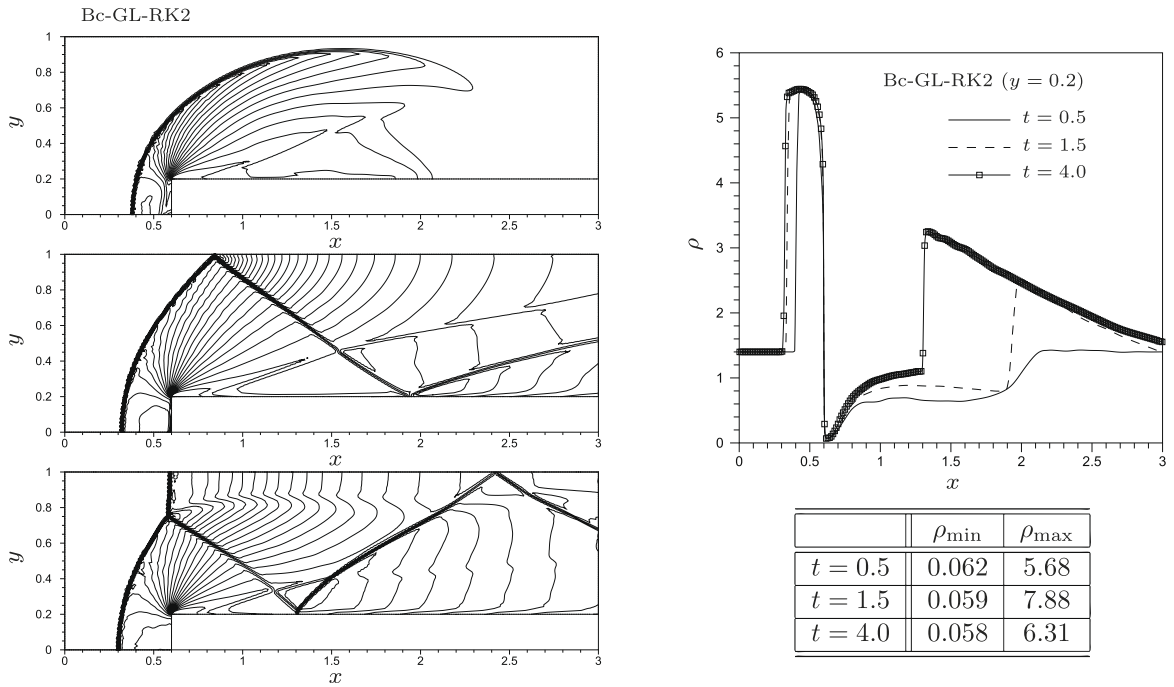 Bc-GL-RK2
1
0.8
0.6
y
0.4
0.2
0
0 0.5 1 1.5 2 2.5 3
x
1
0.8
0.6
y
0.4
0.2
0
0 0.5 1 1.5 2 2.5 3
x
1
0.8
0.6
y
0.4
0.2
0
0 0.5 1 1.5 2 2.5 3
x
6
5
4
3
2
1
0
ρ
Bc-GL-RK2 (y = 0.2)
t = 0.5
t = 1.5
t = 4.0
0 0.5 1 1.5 2 2.5 3
x
ρmin ρmax
t = 0.5 0.062 5.68
t = 1.5 0.059 7.88
t = 4.0 0.058 6.31